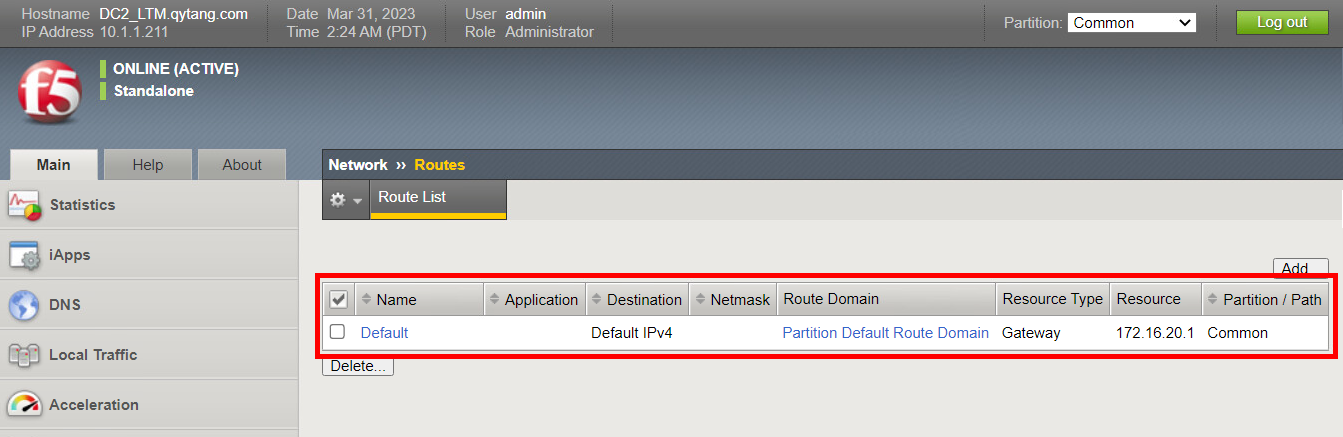 Hostname DC2_LTM.qytang.com Date Mar 31, 2023 User admin
IP Address 10.1.1.211 Time 2:24 AM (PDT) Role Administrator
Partition: Common Log out
f5
ONLINE (ACTIVE)
Standalone
Main Help About
Network ›› Routes
Statistics
Route List
iApps
Add...
Name Application Destination Netmask Route Domain Resource Type Resource Partition / Path
DNS
Default Default IPv4 Partition Default Route Domain Gateway 172.16.20.1 Common
Local Traffic
Delete...
Acceleration